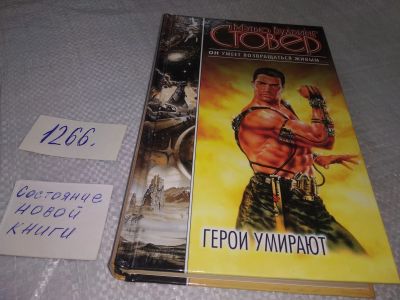 Мэтью Вудринг
СТОВЕР
ОН УМЕЕТ ВОЗВРАЩАТЬСЯ ЖИВЫМ...
1266.
состояние
новой
книги
ГЕРОИ УМИРАЮТ